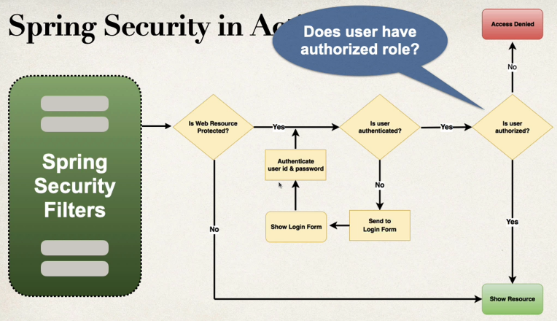 Spring Security in Ac
Does user have
authorized role?
Access Denied
No
Spring
Security
Filters
Is Web Resource
Protected?
Yes
Is user
authenticated?
Yes
Is user
authorized?
Authenticate
user id & password
No
Show Login Form
Send to
Login Form
No
Yes
Show Resource